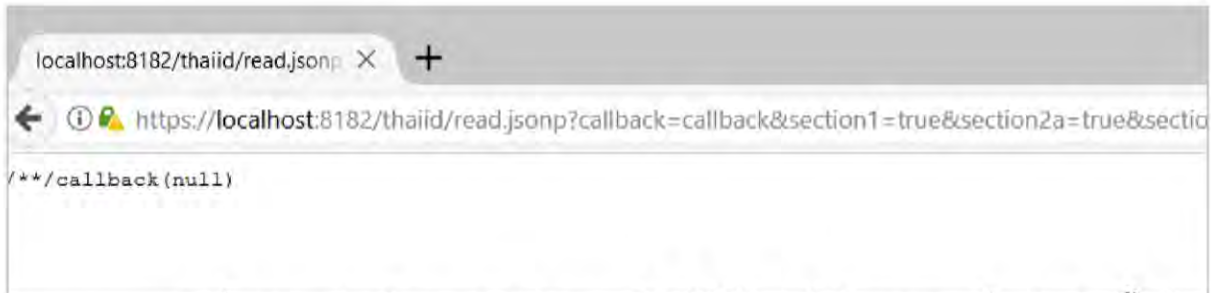 localhost:8182/thaiid/read.jsonp
https://localhost:8182/thaiid/read.jsonp?callback=callback&section1=true&section2a=true&sectio
/**/callback(null)